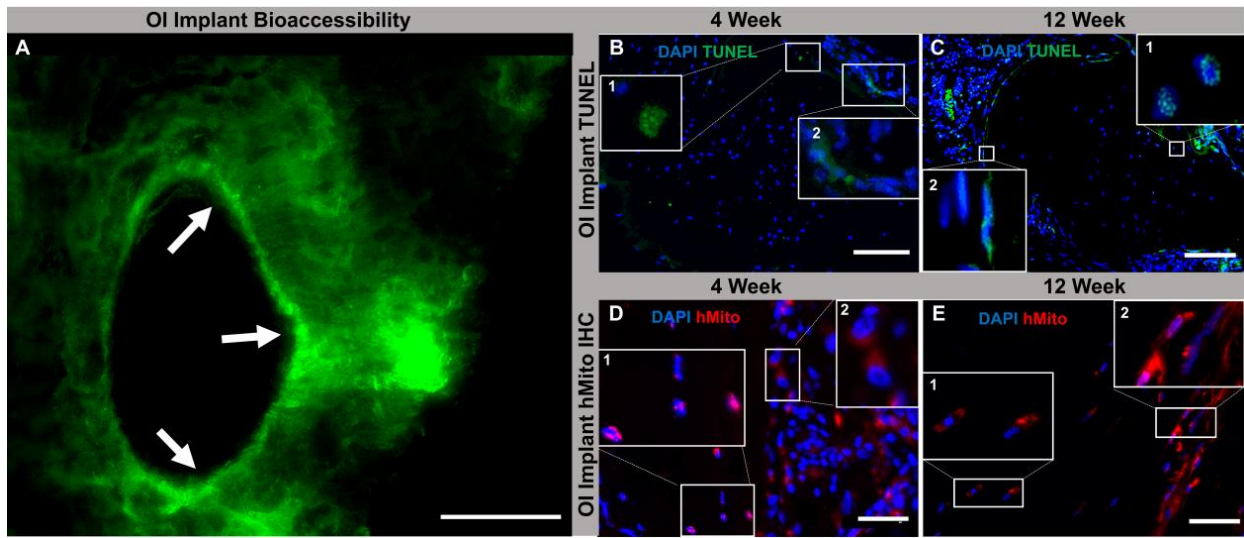 OI Implant Bioaccessibility
A
OI Implant TUNEL
4 Week
12 Week
B
DAPI TUNEL
1
2
C
DAPI TUNEL
1
2
OI Implant hMito IHC
4 Week
12 Week
D
DAPI hMito
1
2
E
DAPI hMito
1
2